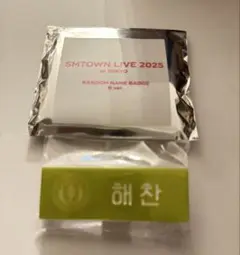 SMTOWN LIVE 2025
in TOKYO
RANDOM NAME BADGE
B ver.
해찬